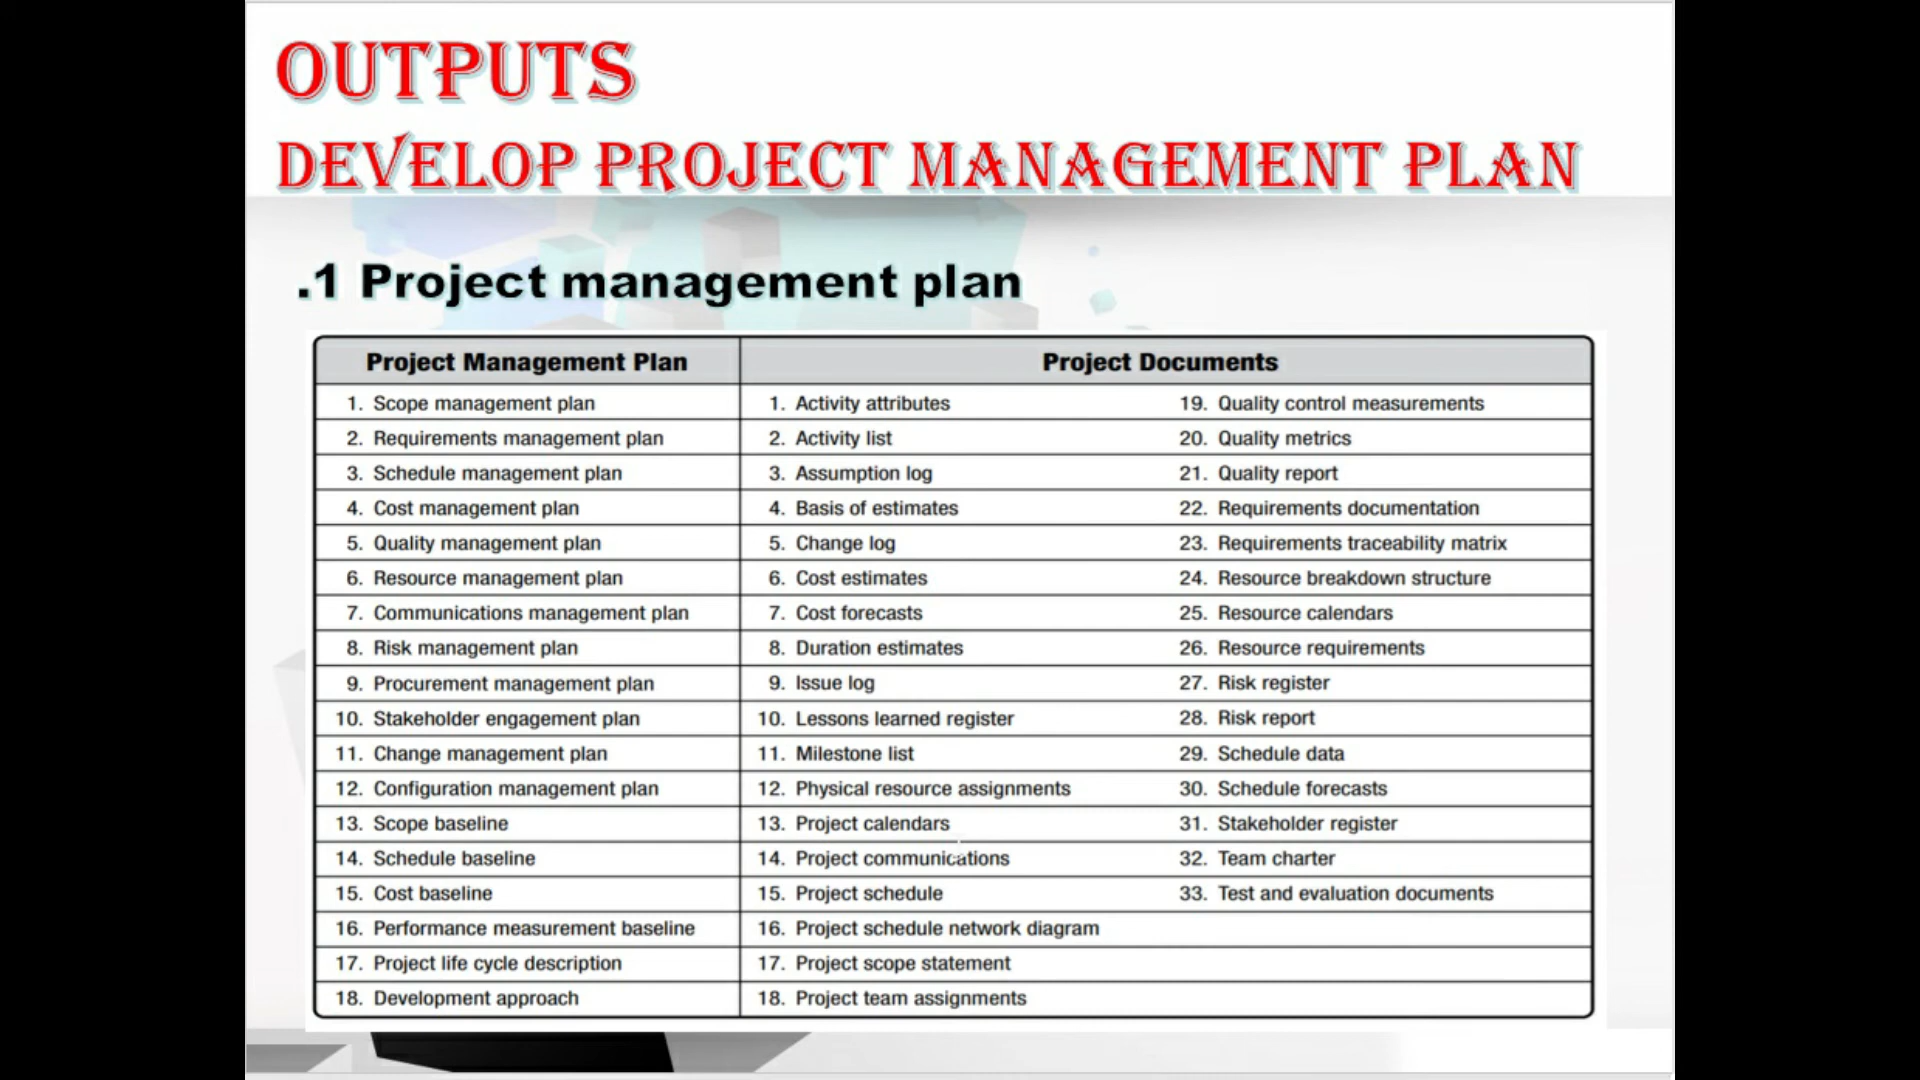 OUTPUTS
DEVELOP PROJECT MANAGEMENT PLAN
.1 Project management plan
Project Management Plan
Project Documents
1. Scope management plan
1. Activity attributes
19. Quality control measurements
2. Requirements management plan
2. Activity list
20. Quality metrics
3. Schedule management plan
3. Assumption log
21. Quality report
4. Cost management plan
4. Basis of estimates
22. Requirements documentation
5. Quality management plan
5. Change log
23. Requirements traceability matrix
6. Resource management plan
6. Cost estimates
24. Resource breakdown structure
7. Communications management plan
7. Cost forecasts
25. Resource calendars
8. Risk management plan
8. Duration estimates
26. Resource requirements
9. Procurement management plan
9. Issue log
27. Risk register
10. Stakeholder engagement plan
10. Lessons learned register
28. Risk report
11. Change management plan
11. Milestone list
29. Schedule data
12. Configuration management plan
12. Physical resource assignments
30. Schedule forecasts
13. Scope baseline
13. Project calendars
31. Stakeholder register
14. Schedule baseline
14. Project communications
32. Team charter
15. Cost baseline
15. Project schedule
33. Test and evaluation documents
16. Performance measurement baseline
16. Project schedule network diagram
17. Project life cycle description
17. Project scope statement
18. Development approach
18. Project team assignments